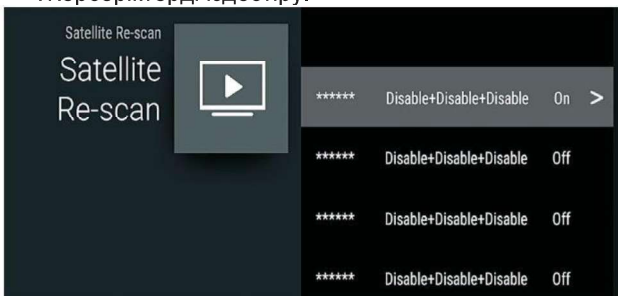 Satellite Re-scan
Satellite
Re-scan
****** Disable+Disable+Disable On >
****** Disable+Disable+Disable Off
****** Disable+Disable+Disable Off
****** Disable+Disable+Disable Off